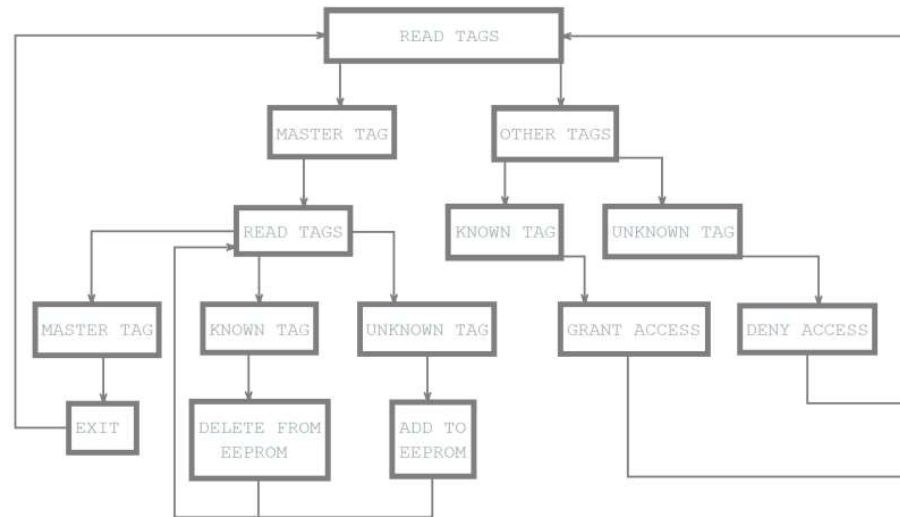 READ TAGS
MASTER TAG
OTHER TAGS
READ TAGS
KNOWN TAG
UNKNOWN TAG
MASTER TAG
KNOWN TAG
UNKNOWN TAG
GRANT ACCESS
DENY ACCESS
EXIT
DELETE FROM
EEPROM
ADD TO
EEPROM